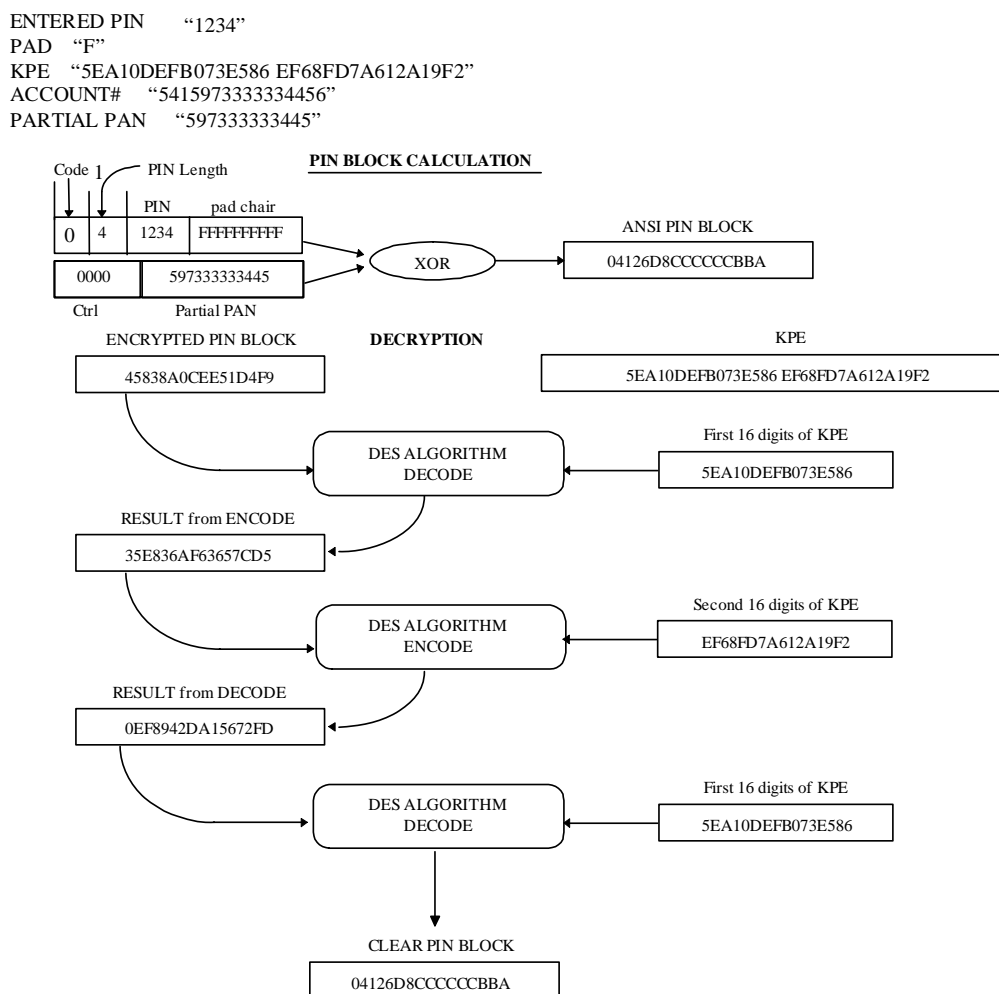 ENTERED PIN “1234”
PAD “F”
KPE “5EA10DEFB073E586 EF68FD7A612A19F2”
ACCOUNT# “5415973333334456”
PARTIAL PAN “597333333445”
PIN BLOCK CALCULATION
Code 1 PIN Length
PIN pad chair
0 4 1234 FFFFFFFFFF
0000 597333333445
Ctrl Partial PAN
XOR
ANSI PIN BLOCK
04126D8CCCCCCBBA
ENCRYPTED PIN BLOCK
45838A0CEE51D4F9
DECRYPTION
KPE
5EA10DEFB073E586 EF68FD7A612A19F2
DES ALGORITHM
DECODE
First 16 digits of KPE
5EA10DEFB073E586
RESULT from ENCODE
35E836AF63657CD5
DES ALGORITHM
ENCODE
Second 16 digits of KPE
EF68FD7A612A19F2
RESULT from DECODE
0EF8942DA15672FD
DES ALGORITHM
DECODE
First 16 digits of KPE
5EA10DEFB073E586
CLEAR PIN BLOCK
04126D8CCCCCCBBA